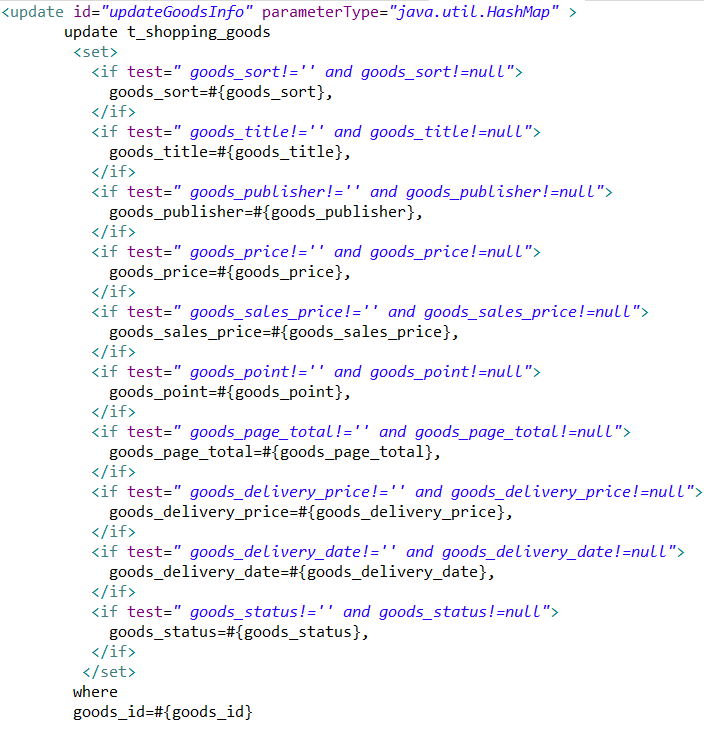 <update id="updateGoodsInfo" parameterType="java.util.HashMap" >
update t_shopping_goods
<set>
<if test=" goods_sort!='' and goods_sort!=null">
goods_sort=#{goods_sort},
</if>
<if test=" goods_title!='' and goods_title!=null">
goods_title=#{goods_title},
</if>
<if test=" goods_publisher!='' and goods_publisher!=null">
goods_publisher=#{goods_publisher},
</if>
<if test=" goods_price!='' and goods_price!=null">
goods_price=#{goods_price},
</if>
<if test=" goods_sales_price!='' and goods_sales_price!=null">
goods_sales_price=#{goods_sales_price},
</if>
<if test=" goods_point!='' and goods_point!=null">
goods_point=#{goods_point},
</if>
<if test=" goods_page_total!='' and goods_page_total!=null">
goods_page_total=#{goods_page_total},
</if>
<if test=" goods_delivery_price!='' and goods_delivery_price!=null">
goods_delivery_price=#{goods_delivery_price},
</if>
<if test=" goods_delivery_date!='' and goods_delivery_date!=null">
goods_delivery_date=#{goods_delivery_date},
</if>
<if test=" goods_status!='' and goods_status!=null">
goods_status=#{goods_status},
</if>
</set>
where
goods_id=#{goods_id}